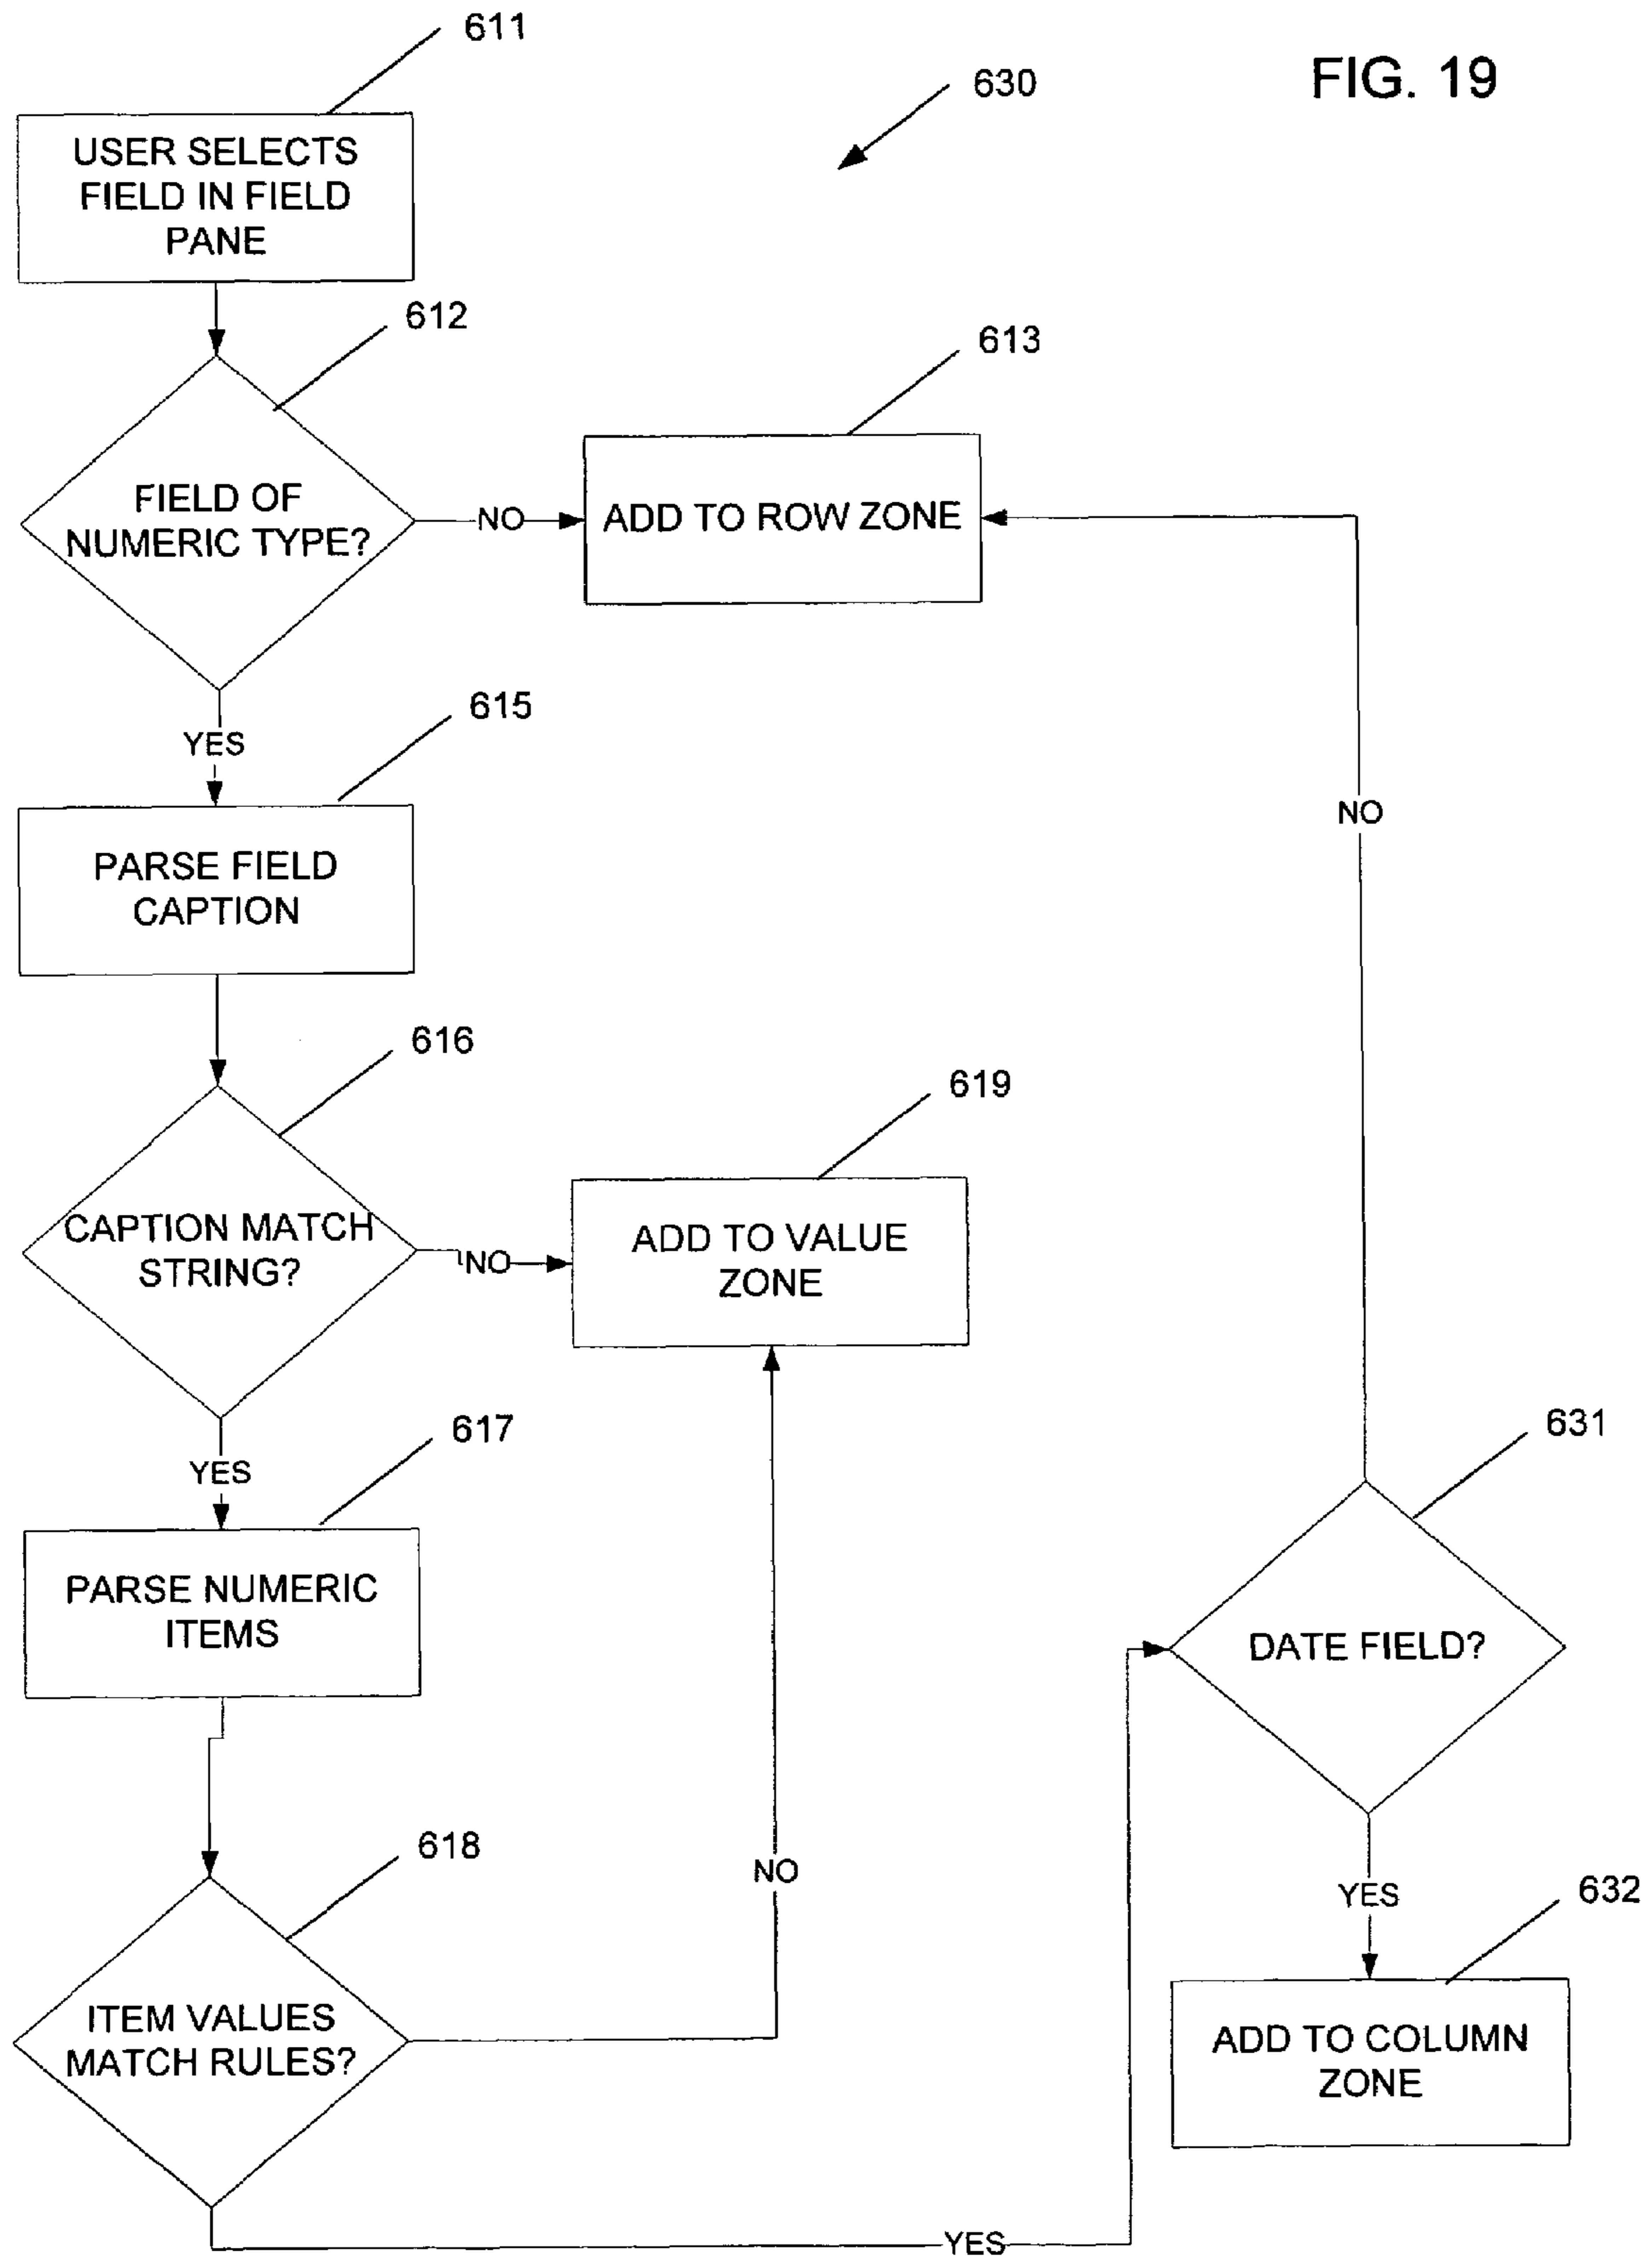 611
630
FIG. 19
USER SELECTS
FIELD IN FIELD
PANE
612
613
FIELD OF
NUMERIC TYPE?
NO
ADD TO ROW ZONE
615
YES
NO
PARSE FIELD
CAPTION
616
619
CAPTION MATCH
STRING?
NO
ADD TO VALUE
ZONE
617
631
YES
PARSE NUMERIC
ITEMS
DATE FIELD?
618
NO
YES
632
ITEM VALUES
MATCH RULES?
ADD TO COLUMN
ZONE
YES